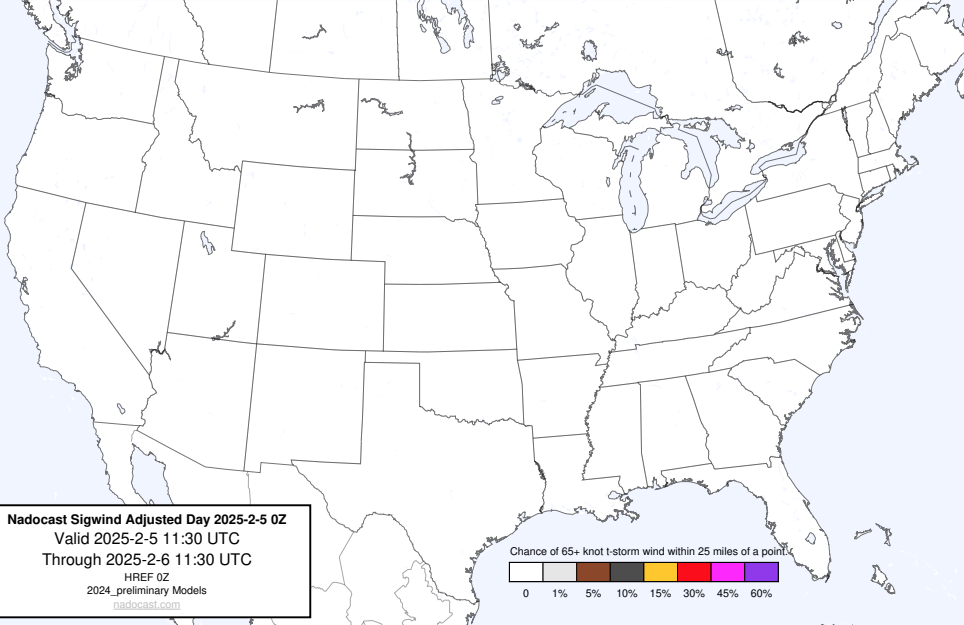 Nadocast Sigwind Adjusted Day 2025-2-5 0Z
Valid 2025-2-5 11:30 UTC
Through 2025-2-6 11:30 UTC
HREF 0Z
2024_preliminary Models
nadocast.com
Chance of 65+ knot t-storm wind within 25 miles of a point.
0 1% 5% 10% 15% 30% 45% 60%